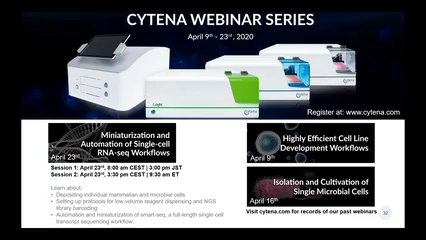 CYTENA WEBINAR SERIES
April 9th - 23rd, 2020
cytena
Register at: www.cytena.com
Miniaturization and
Automation of Single-cell
RNA-seq Workflows
April 23rd
Session 1: April 23rd, 8:00 am CEST | 3:00 pm JST
Session 2: April 23rd, 3:30 pm CEST | 9:30 am ET
Learn about:
• Depositing individual mammalian and microbial cells
• Setting up protocols for low volume reagent dispensing and NGS
library barcoding
• Automation and miniaturization of smart-seq, a full-length single-cell
transcript sequencing workflow
Highly Efficient Cell Line
Development Workflows
April 9th
Isolation and Cultivation of
Single Microbial Cells
April 16th
Visit cytena.com for records of our past webinars
32